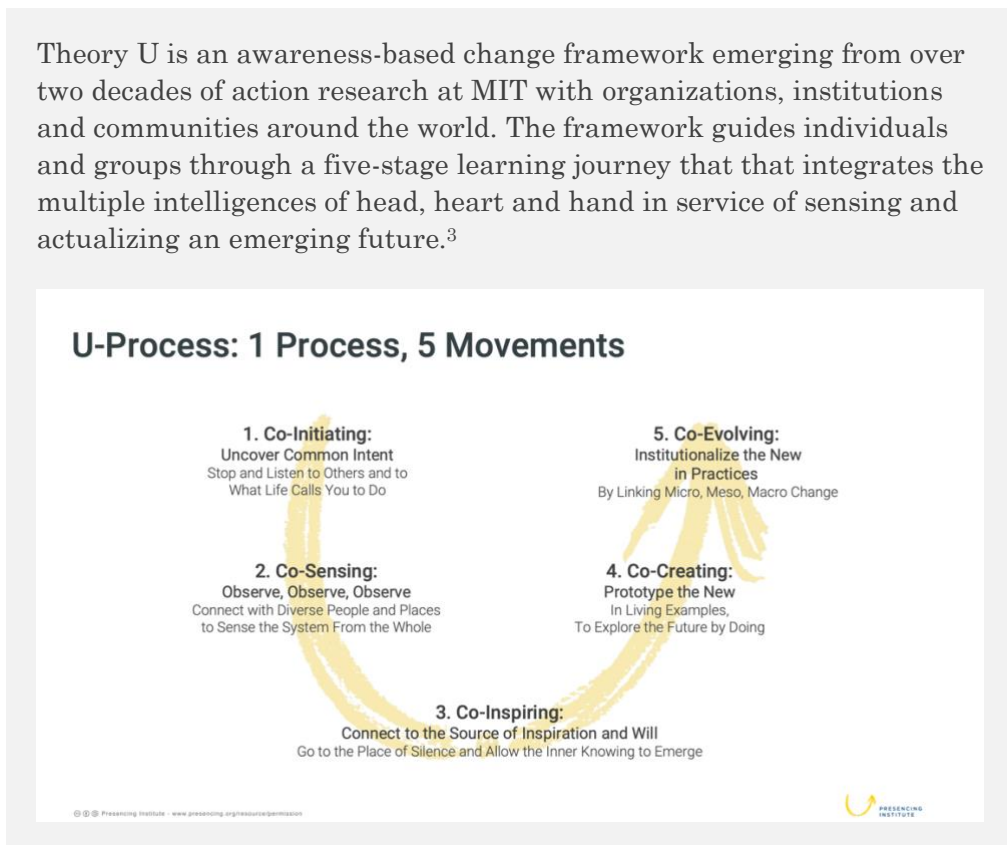 Theory U is an awareness-based change framework emerging from over
two decades of action research at MIT with organizations, institutions
and communities around the world. The framework guides individuals
and groups through a five-stage learning journey that that integrates the
multiple intelligences of head, heart and hand in service of sensing and
actualizing an emerging future.³
U-Process: 1 Process, 5 Movements
1. Co-Initiating:
Uncover Common Intent
Stop and Listen to Others and to
What Life Calls You to Do
2. Co-Sensing:
Observe, Observe, Observe
Connect with Diverse People and Places
to Sense the System From the Whole
3. Co-Inspiring:
Connect to the Source of Inspiration and Will
Go to the Place of Silence and Allow the Inner Knowing to Emerge
4. Co-Creating:
Prototype the New
In Living Examples,
To Explore the Future by Doing
5. Co-Evolving:
Institutionalize the New
in Practices
By Linking Micro, Meso, Macro Change
Presencing Institute - www.presencing.org/resource/permission
PRESENCING
INSTITUTE